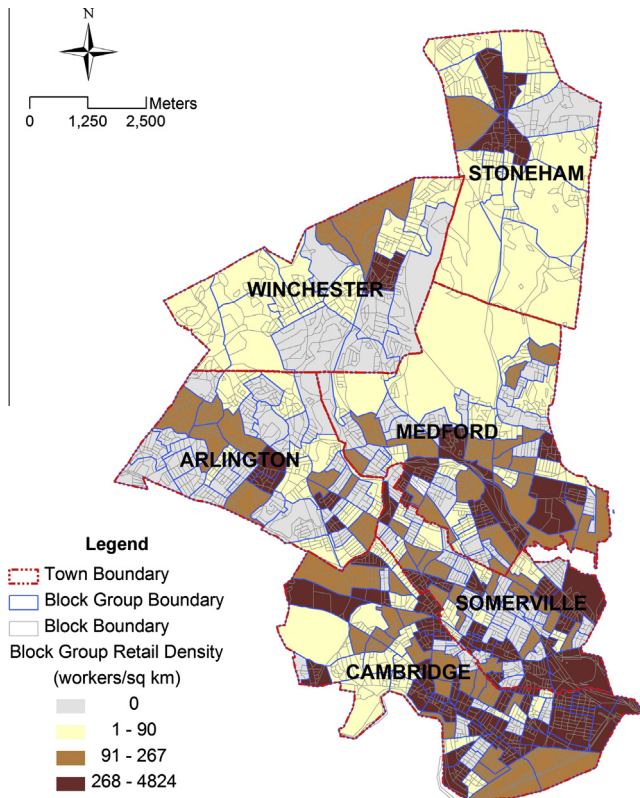 N
Meters
0 1,250 2,500
STONEHAM
WINCHESTER
MEDFORD
ARLINGTON
SOMERVILLE
CAMBRIDGE
Legend
Town Boundary
Block Group Boundary
Block Boundary
Block Group Retail Density
(workers/sq km)
0
1 - 90
91 - 267
268 - 4824